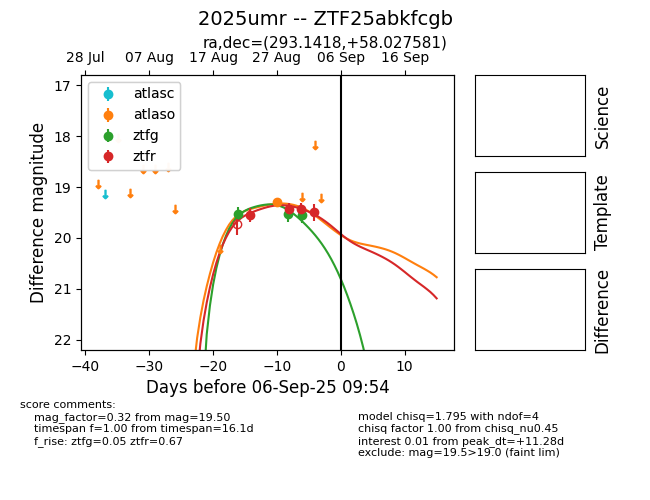 2025umr -- ZTF25abkfcgb
ra,dec=(293.1418,+58.027581)
28 Jul 07 Aug 17 Aug 27 Aug 06 Sep 16 Sep
17
18
19
20
21
22
Difference magnitude
atlasc
atlaso
ztfg
ztfr
−40 −30 −20 −10 0 10
Days before 06-Sep-25 09:54
Science
Template
Difference
score comments:
mag_factor=0.32 from mag=19.50
timespan f=1.00 from timespan=16.1d
f_rise: ztfg=0.05 ztfr=0.67
model chisq=1.795 with ndof=4
chisq factor 1.00 from chisq_nu0.45
interest 0.01 from peak_dt=+11.28d
exclude: mag=19.5>19.0 (faint lim)